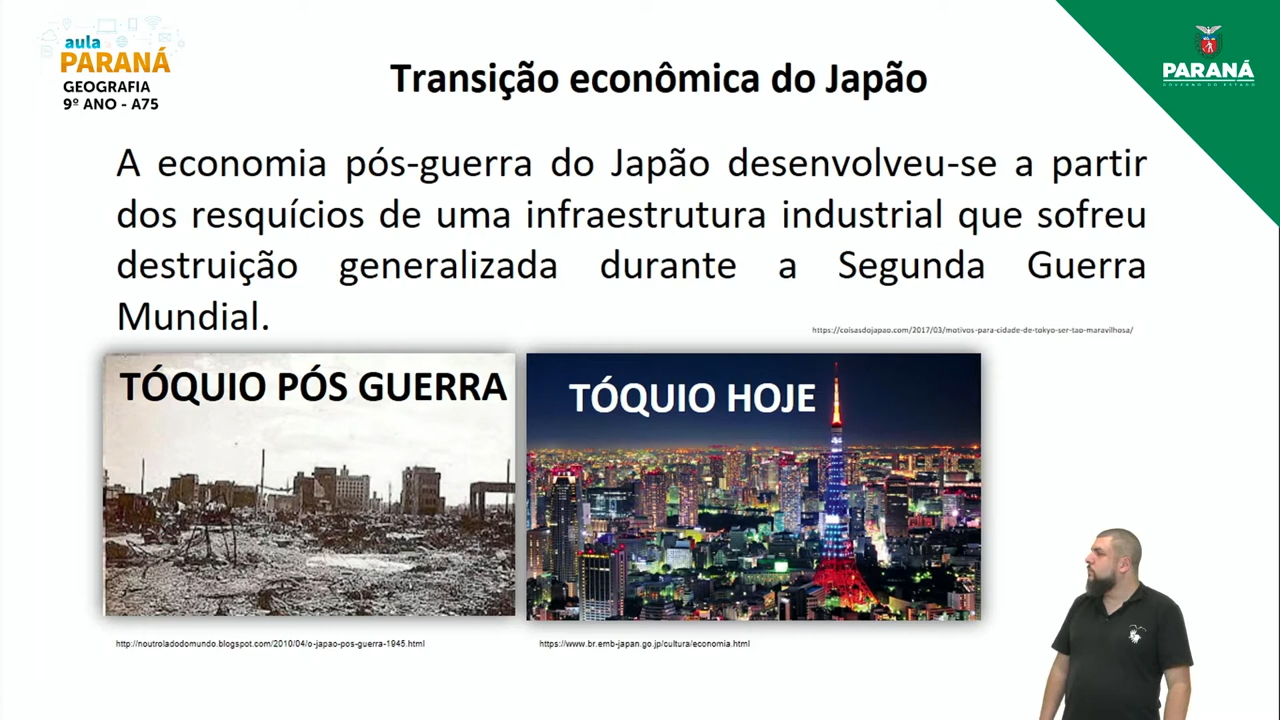 aula
PARANÁ
GEOGRAFIA
9º ANO - A75
Transição econômica do Japão
PARANÁ
GOVERNO DO ESTADO
A economia pós-guerra do Japão desenvolveu-se a partir
dos resquícios de uma infraestrutura industrial que sofreu
destruição generalizada durante a Segunda Guerra
Mundial.
https://coisasdojapao.com/2017/03/motivos-para-cidade-de-tokyo-ser-tao-maravilhosa/
TÓQUIO PÓS GUERRA
TÓQUIO HOJE
http://noutroladodomundo.blogspot.com/2010/04/o-japao-pos-guerra-1945.html
https://www.br.emb-japan.go.jp/cultura/economia.html